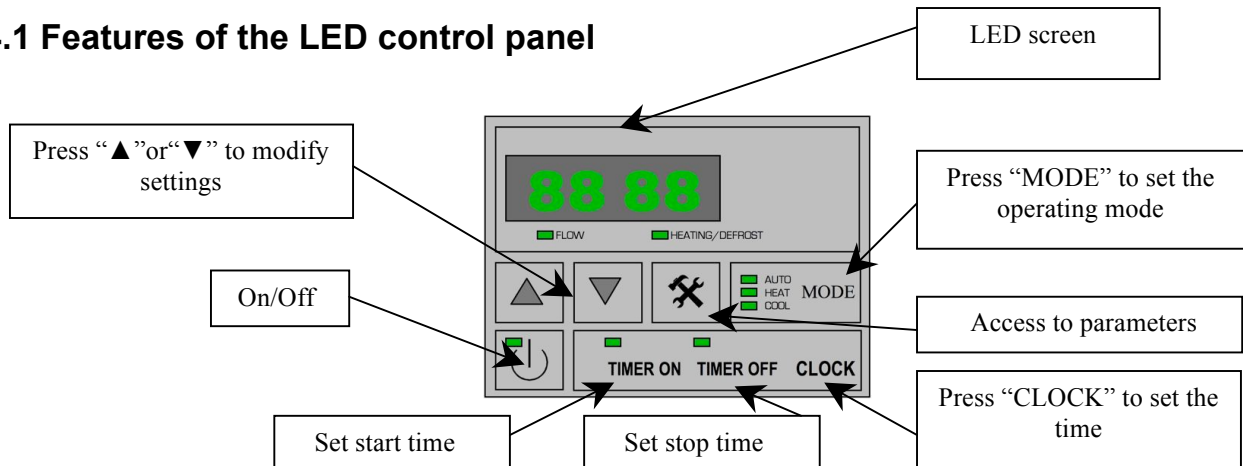 .1 Features of the LED control panel
LED screen
Press “▲”or“▼” to modify
settings
88 88
Press “MODE” to set the
operating mode
FLOW
HEATING/DEFROST
On/Off
AUTO
HEAT
COOL
MODE
Access to parameters
TIMER ON
TIMER OFF
CLOCK
Set start time
Set stop time
Press “CLOCK” to set the
time